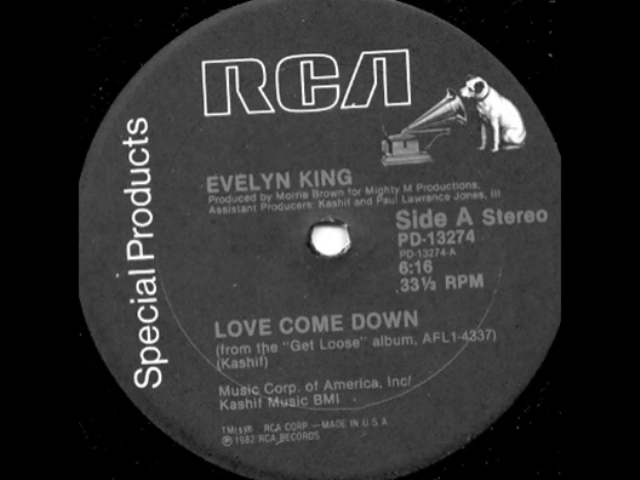 RCA
Special Products
EVELYN KING
Produced by Morrie Brown for Mighty M Productions,
Assistant Producers: Kashif and Paul Lawrence Jones, III
Side A Stereo
PD-13274
PD-13274-A
6:16
33⅓ RPM
LOVE COME DOWN
(from the "Get Loose" album, AFL1-4337)
(Kashif)
Music Corp. of America, Inc/
Kashif Music BMI
RCA CORP.—MADE IN U.S.A.
℗ 1982 RCA RECORDS